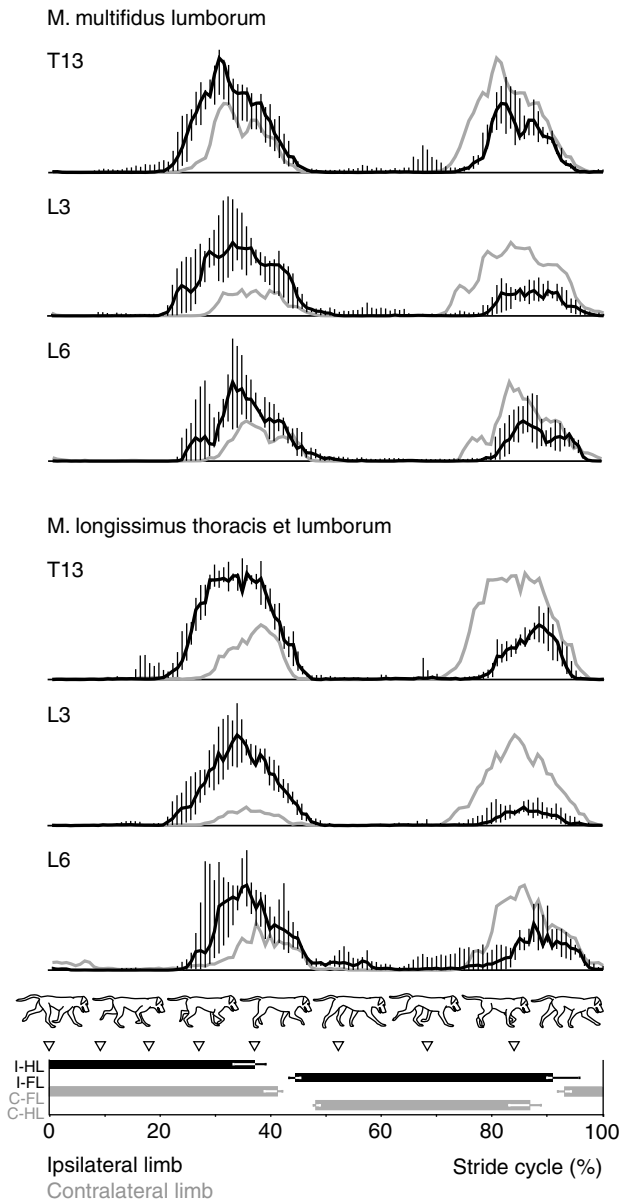 M. multifidus lumborum
T13
L3
L6
M. longissimus thoracis et lumborum
T13
L3
L6
I-HL
I-FL
C-FL
C-HL
0 20 40 60 80 100
Ipsilateral limb Stride cycle (%)
Contralateral limb